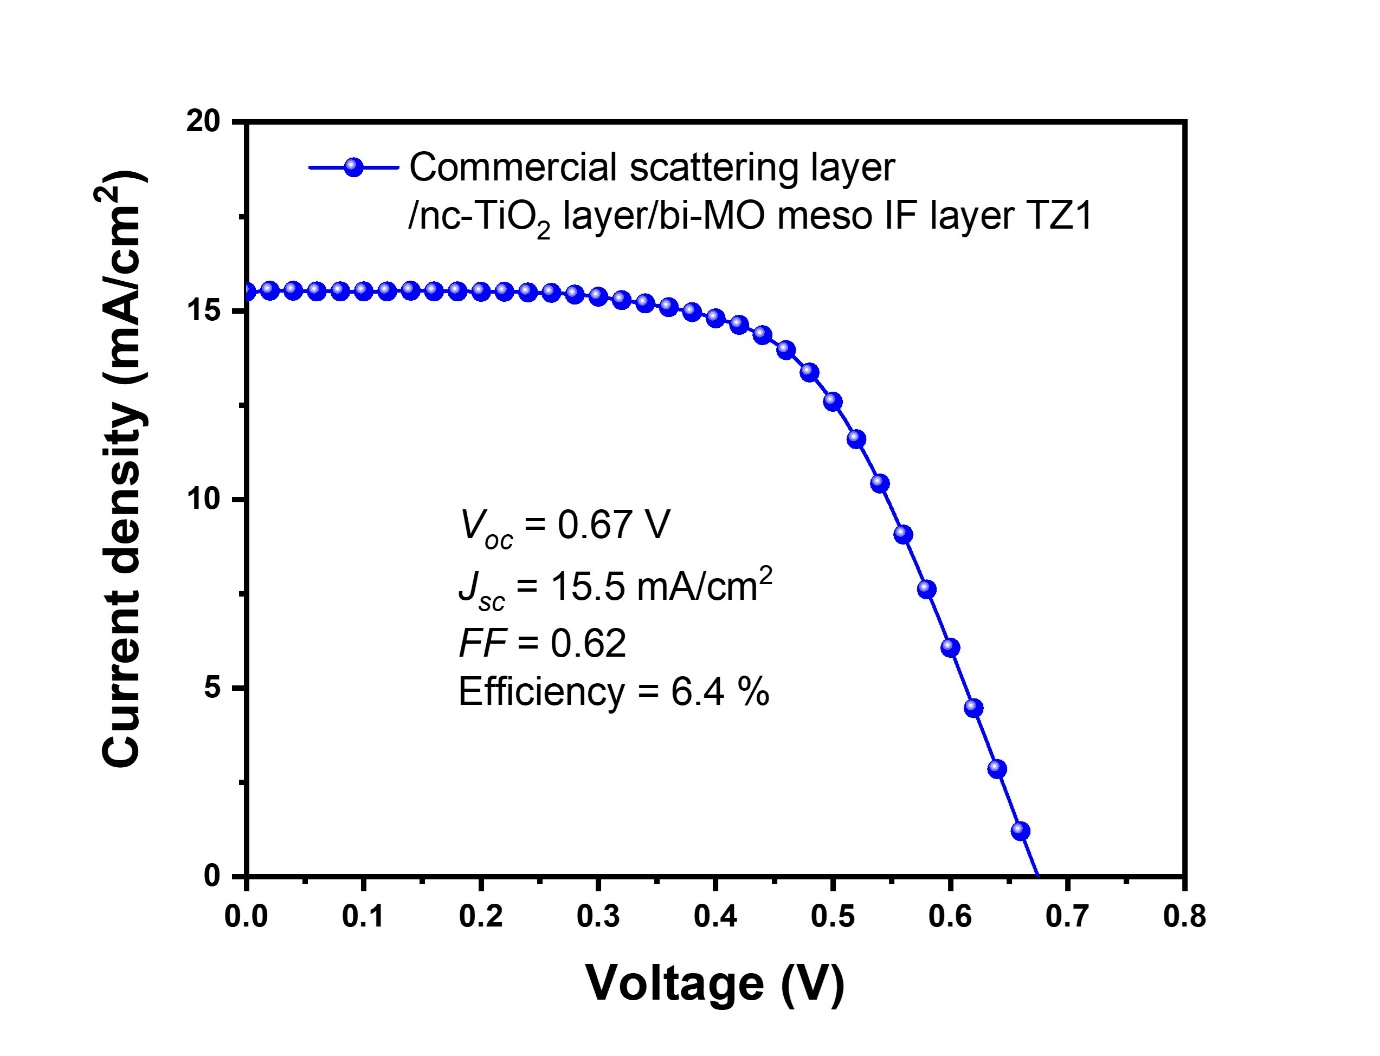 20
15
10
5
0
Current density (mA/cm²)
Commercial scattering layer
/nc-TiO₂ layer/bi-MO meso IF layer TZ1
Voc = 0.67 V
Jsc = 15.5 mA/cm²
FF = 0.62
Efficiency = 6.4 %
0.0 0.1 0.2 0.3 0.4 0.5 0.6 0.7 0.8
Voltage (V)